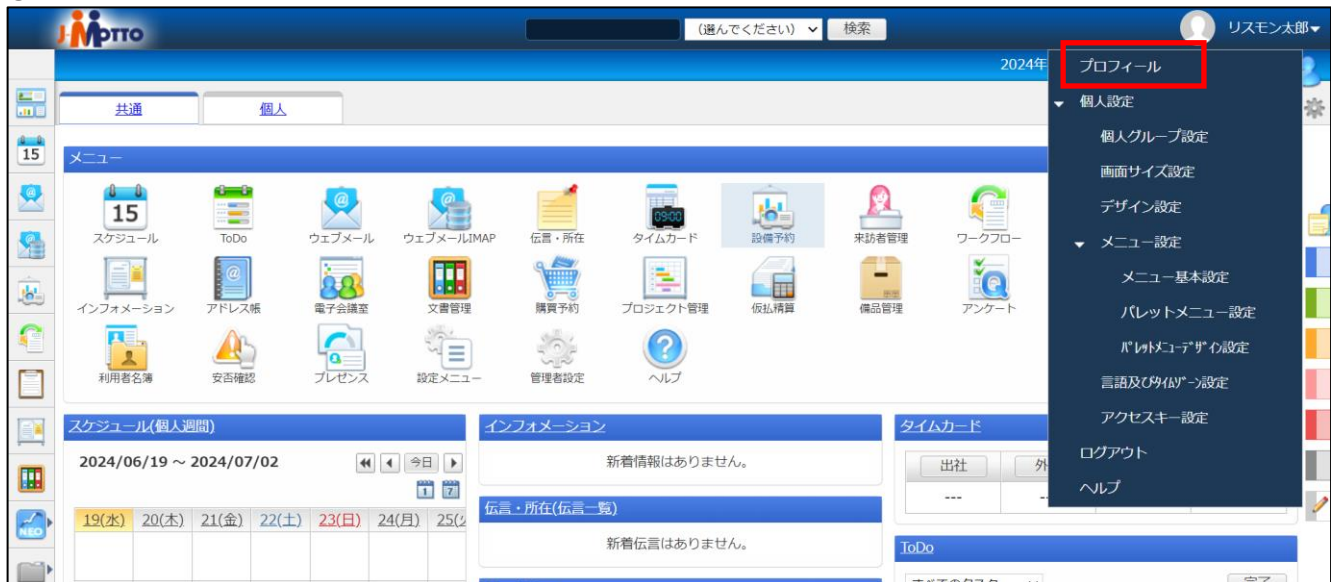 J-MOTTO
(選んでください) 検索
リスモン太郎▼
2024年
共通 個人
プロフィール
個人設定
個人グループ設定
画面サイズ設定
デザイン設定
メニュー設定
メニュー基本設定
パレットメニュー設定
ﾊﾟﾚｯﾄﾒﾆｭｰﾃﾞｻﾞｲﾝ設定
言語及びﾀｲﾑｿﾞｰﾝ設定
アクセスキー設定
ログアウト
ヘルプ
15
メニュー
15 09:00
スケジュール ToDo ウェブメール ウェブメールIMAP 伝言・所在 タイムカード 設備予約 来訪者管理 ワークフロー
インフォメーション アドレス帳 電子会議室 文書管理 購買予約 プロジェクト管理 仮払精算 備品管理 アンケート
利用者名簿 安否確認 プレゼンス 設定メニュー 管理者設定 ヘルプ
NEO
スケジュール(個人週間)
2024/06/19 ～ 2024/07/02 今日
1 7
19(水) 20(木) 21(金) 22(土) 23(日) 24(月) 25(
インフォメーション
新着情報はありません。
伝言・所在(伝言一覧)
新着伝言はありません。
タイムカード
出社 外
--- --
ToDo
すべてのタスク 完了